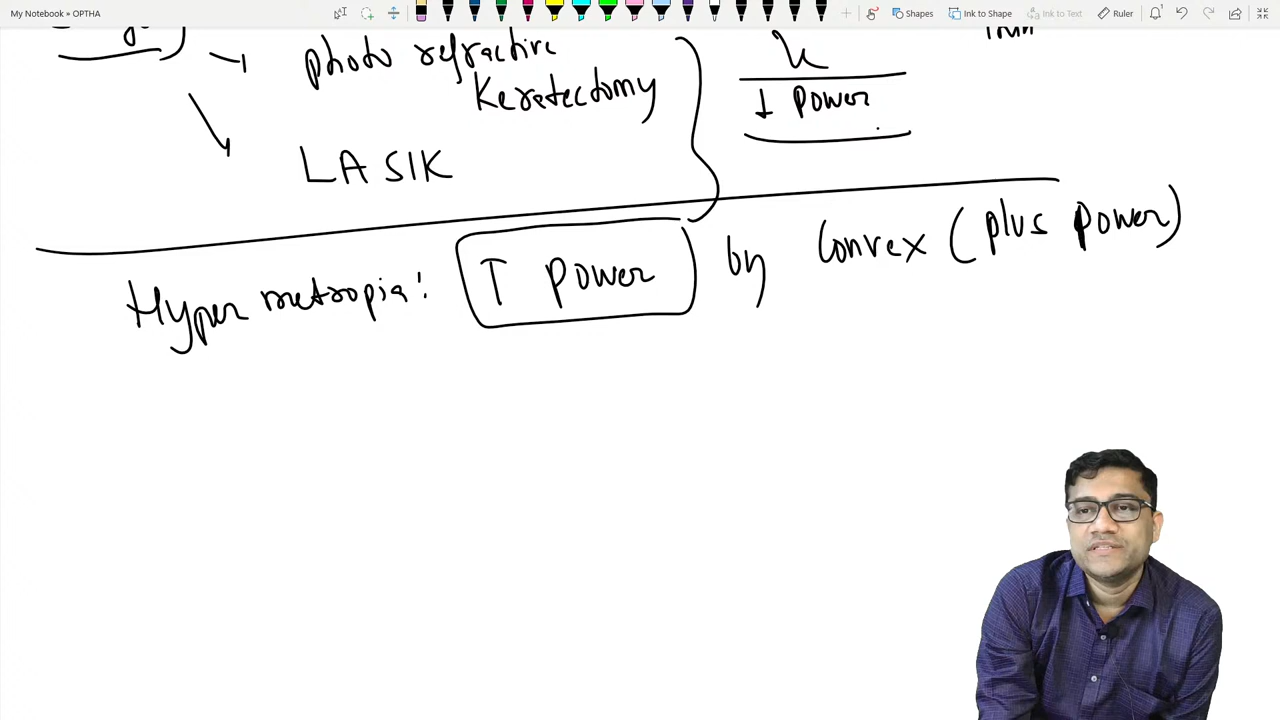 My Notebook » OPTHA
Shapes
Ink to Shape
Ink to Text
Ruler
→ photo refractive
Keratectomy
↓ Power
LASIK
Hypermetropia: ↑ Power by Convex (plus power)